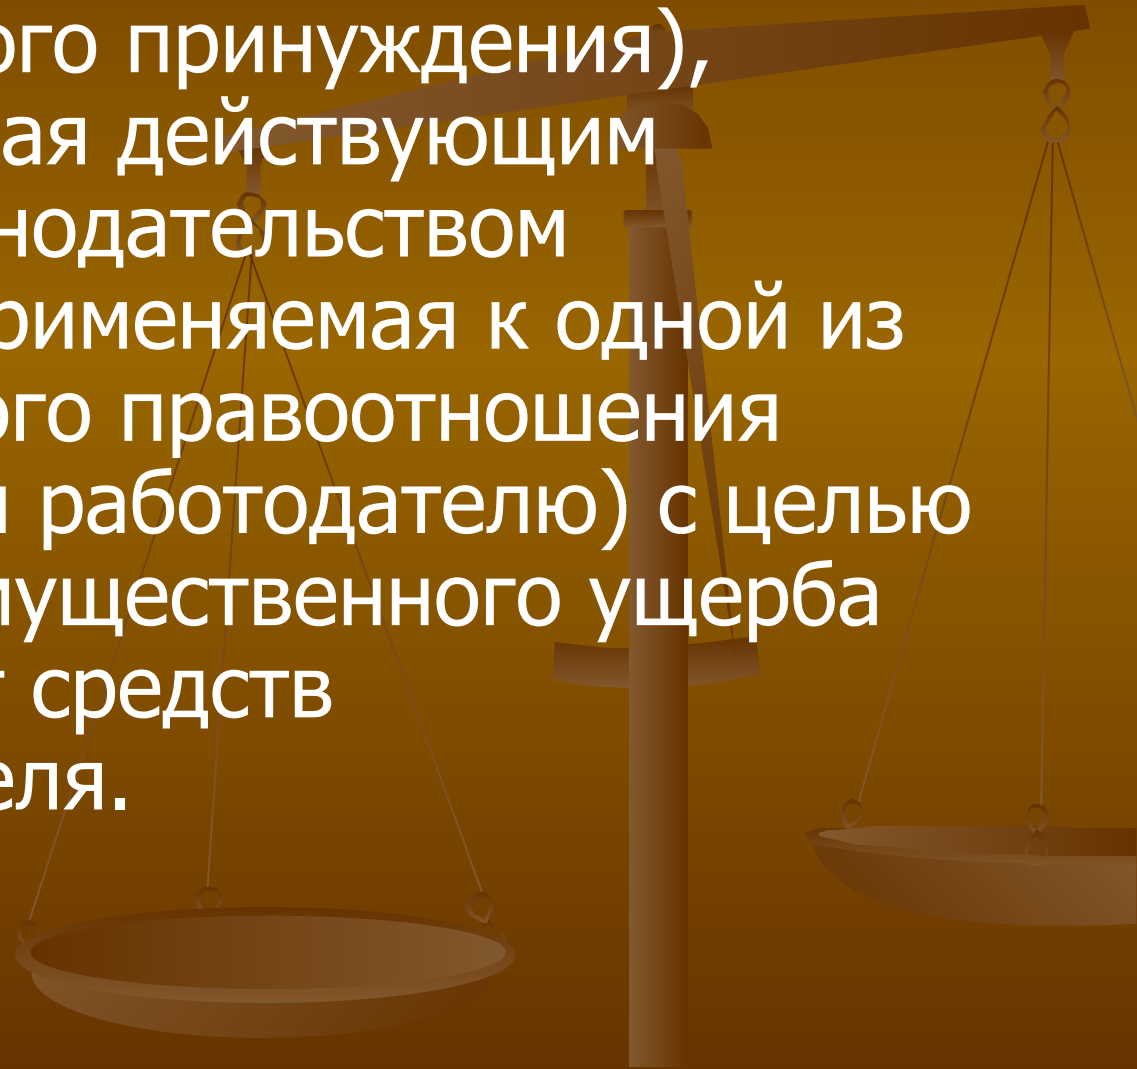 ого принуждения),
ая действующим
нодательством
рименяемая к одной из
ого правоотношения
и работодателю) с целью
мущественного ущерба
т средств
еля.